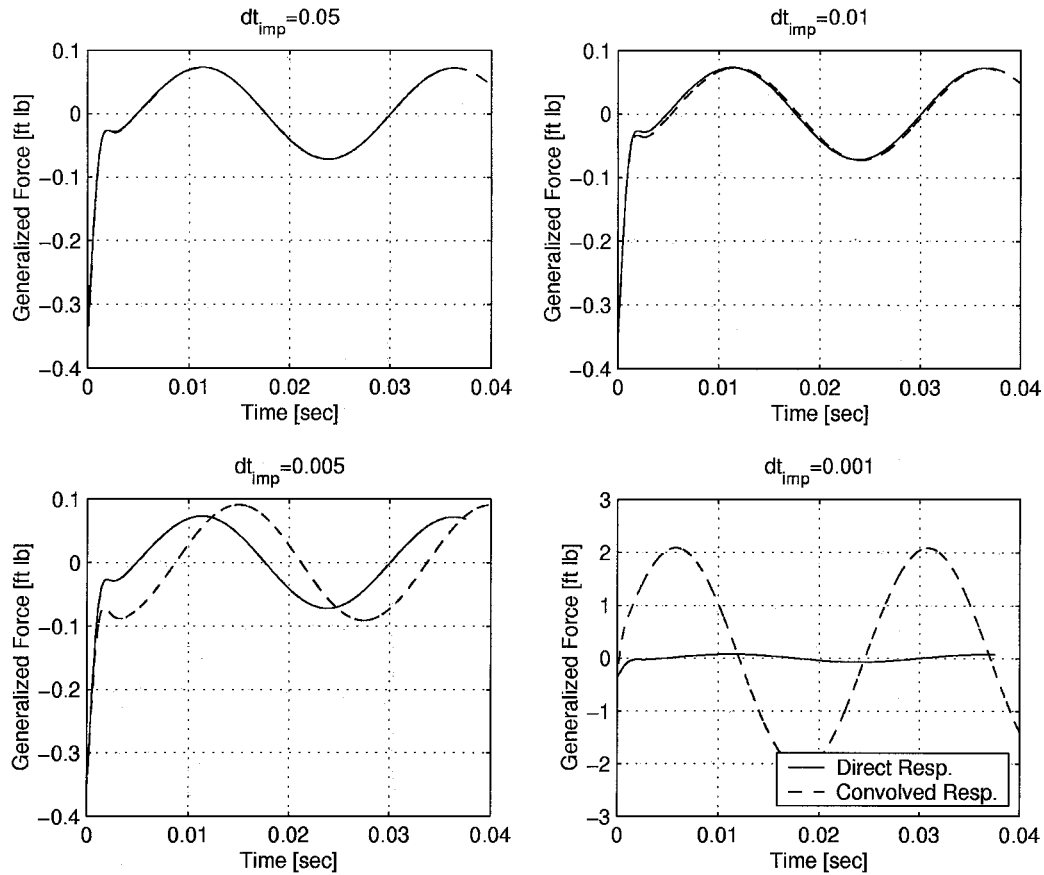 dt_imp=0.05
0.1
0
−0.1
−0.2
−0.3
−0.4
Generalized Force [ft lb]
0 0.01 0.02 0.03 0.04
Time [sec]
dt_imp=0.01
0.1
0
−0.1
−0.2
−0.3
−0.4
Generalized Force [ft lb]
0 0.01 0.02 0.03 0.04
Time [sec]
dt_imp=0.005
0.1
0
−0.1
−0.2
−0.3
−0.4
Generalized Force [ft lb]
0 0.01 0.02 0.03 0.04
Time [sec]
dt_imp=0.001
3
2
1
0
−1
−2
−3
Generalized Force [ft lb]
Direct Resp.
Convolved Resp.
0 0.01 0.02 0.03 0.04
Time [sec]